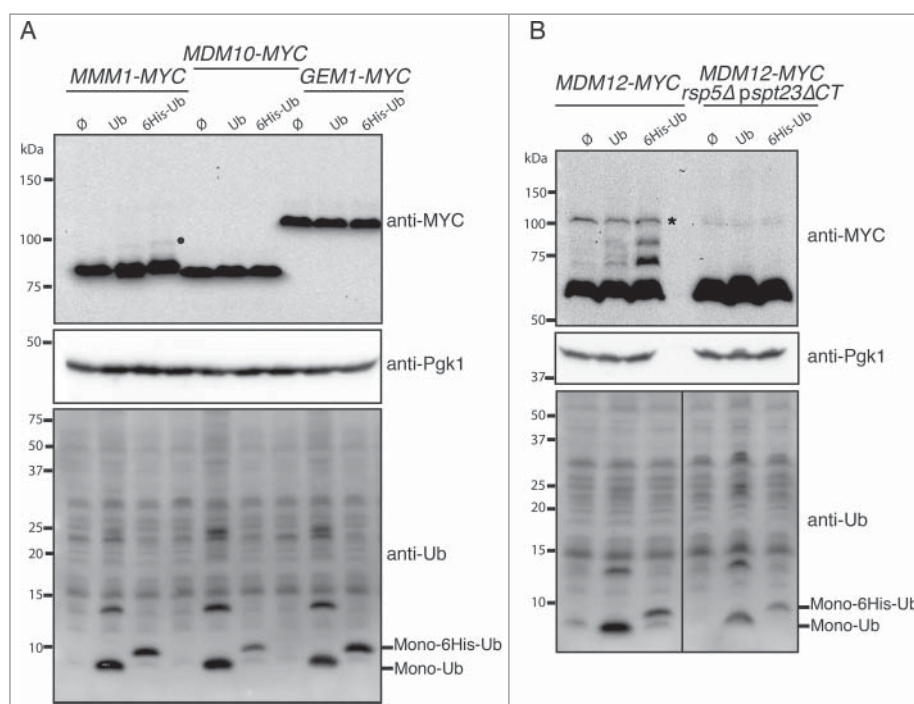 A
MDM10-MYC
MMM1-MYC
GEM1-MYC
Ø Ub 6His-Ub Ø Ub 6His-Ub Ø Ub 6His-Ub
kDa
150
100
75
anti-MYC
50
anti-Pgk1
75
50
37
25
20
15
10
anti-Ub
Mono-6His-Ub
Mono-Ub
B
MDM12-MYC
MDM12-MYC
rsp5Δ pspt23ΔCT
Ø Ub 6His-Ub Ø Ub 6His-Ub
kDa
150
100
75
50
*
anti-MYC
37
anti-Pgk1
50
37
25
20
15
10
anti-Ub
Mono-6His-Ub
Mono-Ub